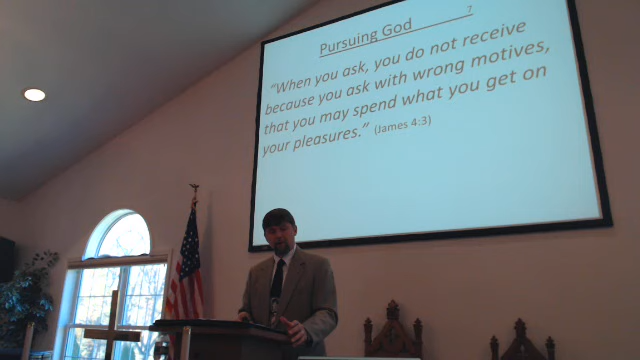 Pursuing God 7
“When you ask, you do not receive
because you ask with wrong motives,
that you may spend what you get on
your pleasures.” (James 4:3)